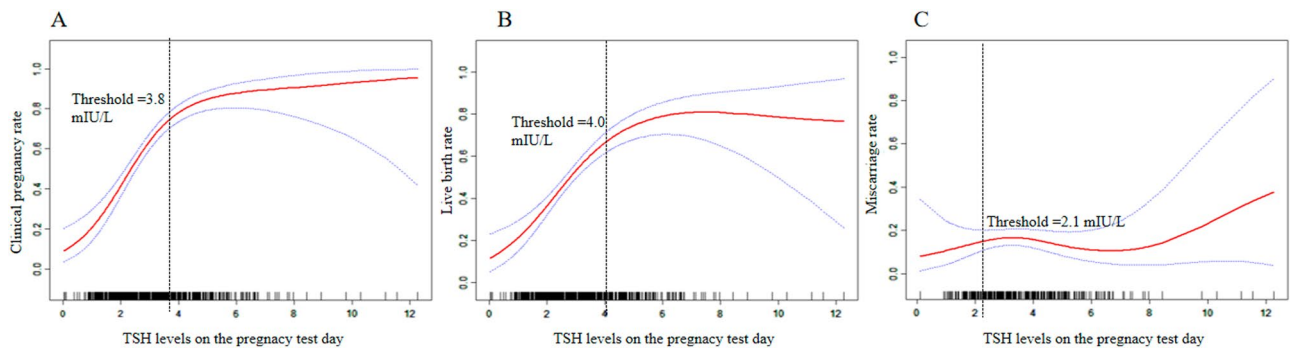 A
Clinical pregnancy rate
1.0
0.8
0.6
0.4
0.2
0.0
Threshold =3.8
mIU/L
0 2 4 6 8 10 12
TSH levels on the pregnacy test day
B
Live birth rate
1.0
0.8
0.6
0.4
0.2
0.0
Threshold =4.0
mIU/L
0 2 4 6 8 10 12
TSH levels on the pregnacy test day
C
Miscarriage rate
1.0
0.8
0.6
0.4
0.2
0.0
Threshold =2.1 mIU/L
0 2 4 6 8 10 12
TSH levels on the pregnacy test day